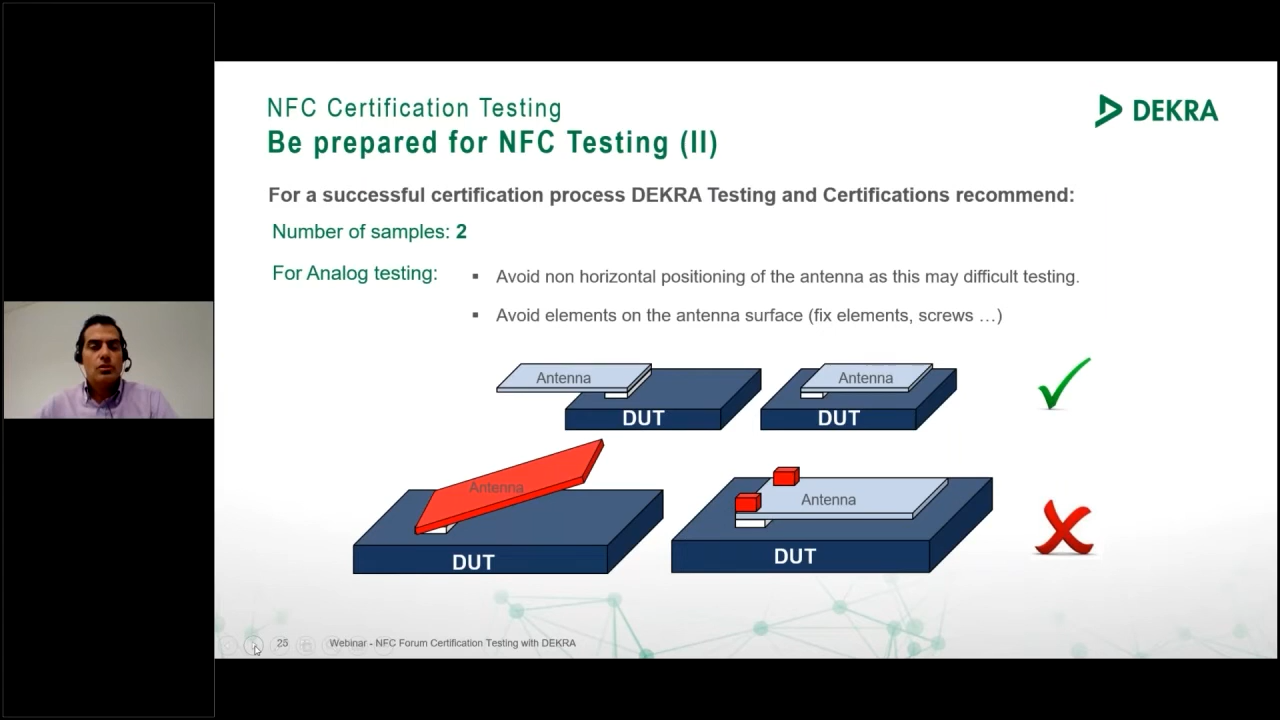 NFC Certification Testing
DEKRA
Be prepared for NFC Testing (II)
For a successful certification process DEKRA Testing and Certifications recommend:
Number of samples: 2
For Analog testing:
▪ Avoid non horizontal positioning of the antenna as this may difficult testing.
▪ Avoid elements on the antenna surface (fix elements, screws …)
Antenna
DUT
Antenna
DUT
Antenna
DUT
Antenna
DUT
25
Webinar - NFC Forum Certification Testing with DEKRA